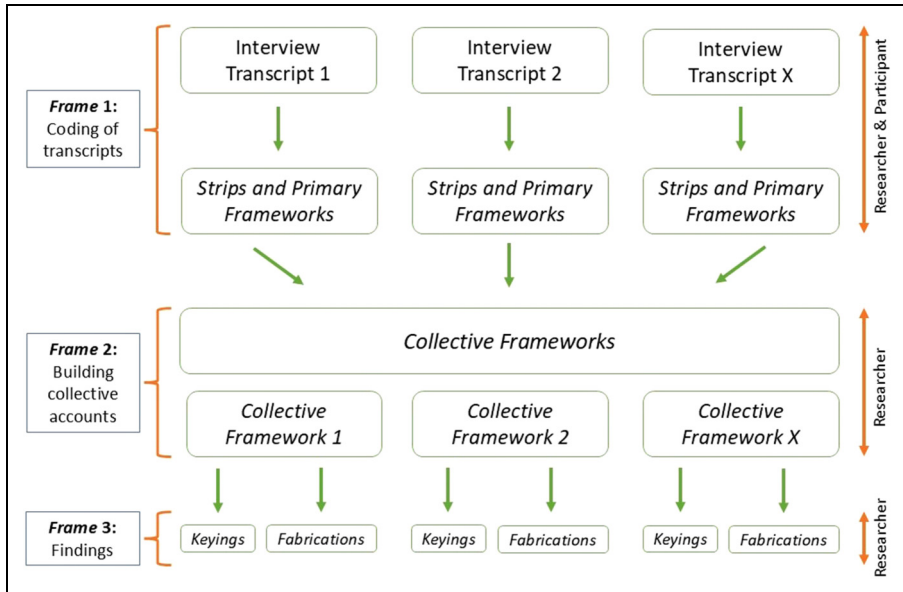 Interview
Transcript 1
Interview
Transcript 2
Interview
Transcript X
Frame 1:
Coding of
transcripts
Researcher & Participant
Strips and Primary
Frameworks
Strips and Primary
Frameworks
Strips and Primary
Frameworks
Frame 2:
Building
collective
accounts
Collective Frameworks
Researcher
Collective
Framework 1
Collective
Framework 2
Collective
Framework X
Frame 3:
Findings
Keyings
Fabrications
Keyings
Fabrications
Keyings
Fabrications
Researcher